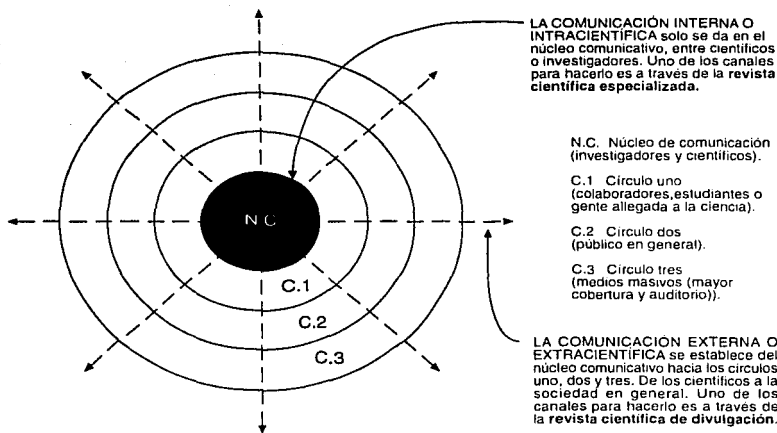 LA COMUNICACIÓN INTERNA O
INTRACIENTÍFICA solo se da en el
núcleo comunicativo, entre científicos
o investigadores. Uno de los canales
para hacerlo es a través de la revista
científica especializada.
N.C. Núcleo de comunicación
(investigadores y científicos).
C.1 Círculo uno
(colaboradores,estudiantes o
gente allegada a la ciencia).
C.2 Círculo dos
(público en general).
C.3 Círculo tres
(medios masivos (mayor
cobertura y auditorio)).
N C
C.1
C.2
C.3
LA COMUNICACIÓN EXTERNA O
EXTRACIENTÍFICA se establece del
núcleo comunicativo hacia los círculos
uno, dos y tres. De los científicos a la
sociedad en general. Uno de los
canales para hacerlo es a través de
la revista científica de divulgación.